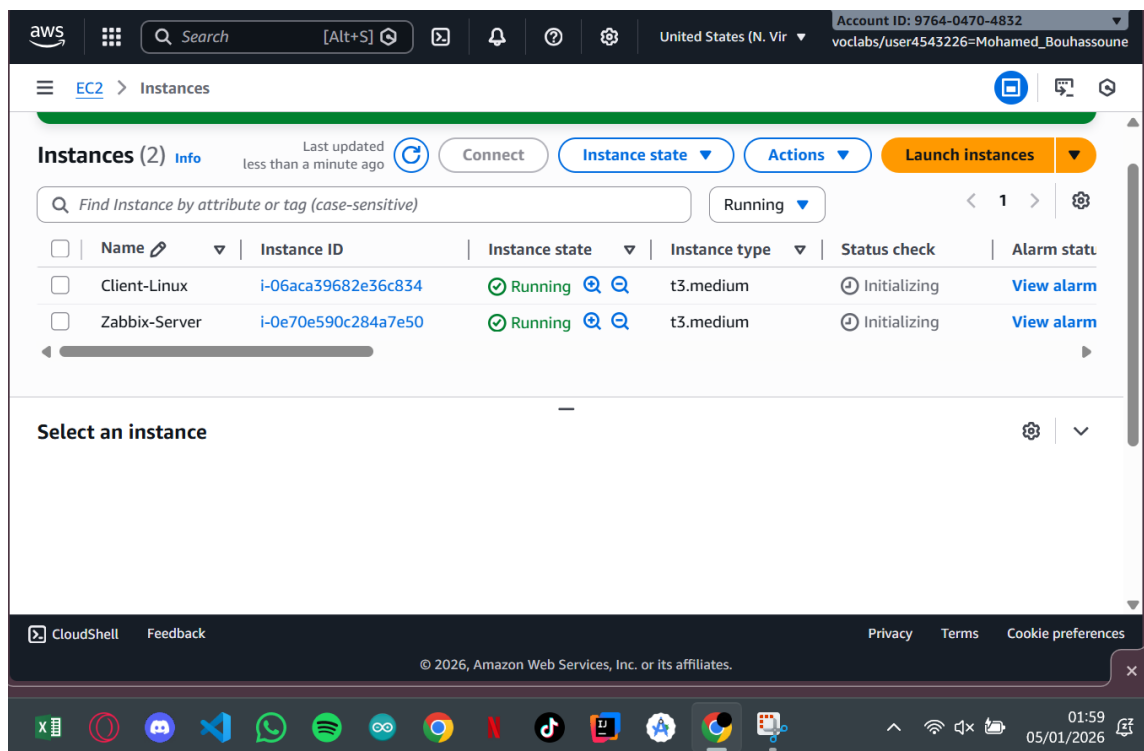 aws
Search [Alt+S]
United States (N. Vir
Account ID: 9764-0470-4832
voclabs/user4543226=Mohamed_Bouhassoune
EC2 > Instances
Instances (2) Info
Last updated
less than a minute ago
Connect
Instance state
Actions
Launch instances
Find Instance by attribute or tag (case-sensitive)
Running
1
Name Instance ID Instance state Instance type Status check Alarm statu
Client-Linux i-06aca39682e36c834 Running t3.medium Initializing View alarm
Zabbix-Server i-0e70e590c284a7e50 Running t3.medium Initializing View alarm
Select an instance
CloudShell Feedback Privacy Terms Cookie preferences
© 2026, Amazon Web Services, Inc. or its affiliates.
01:59
05/01/2026